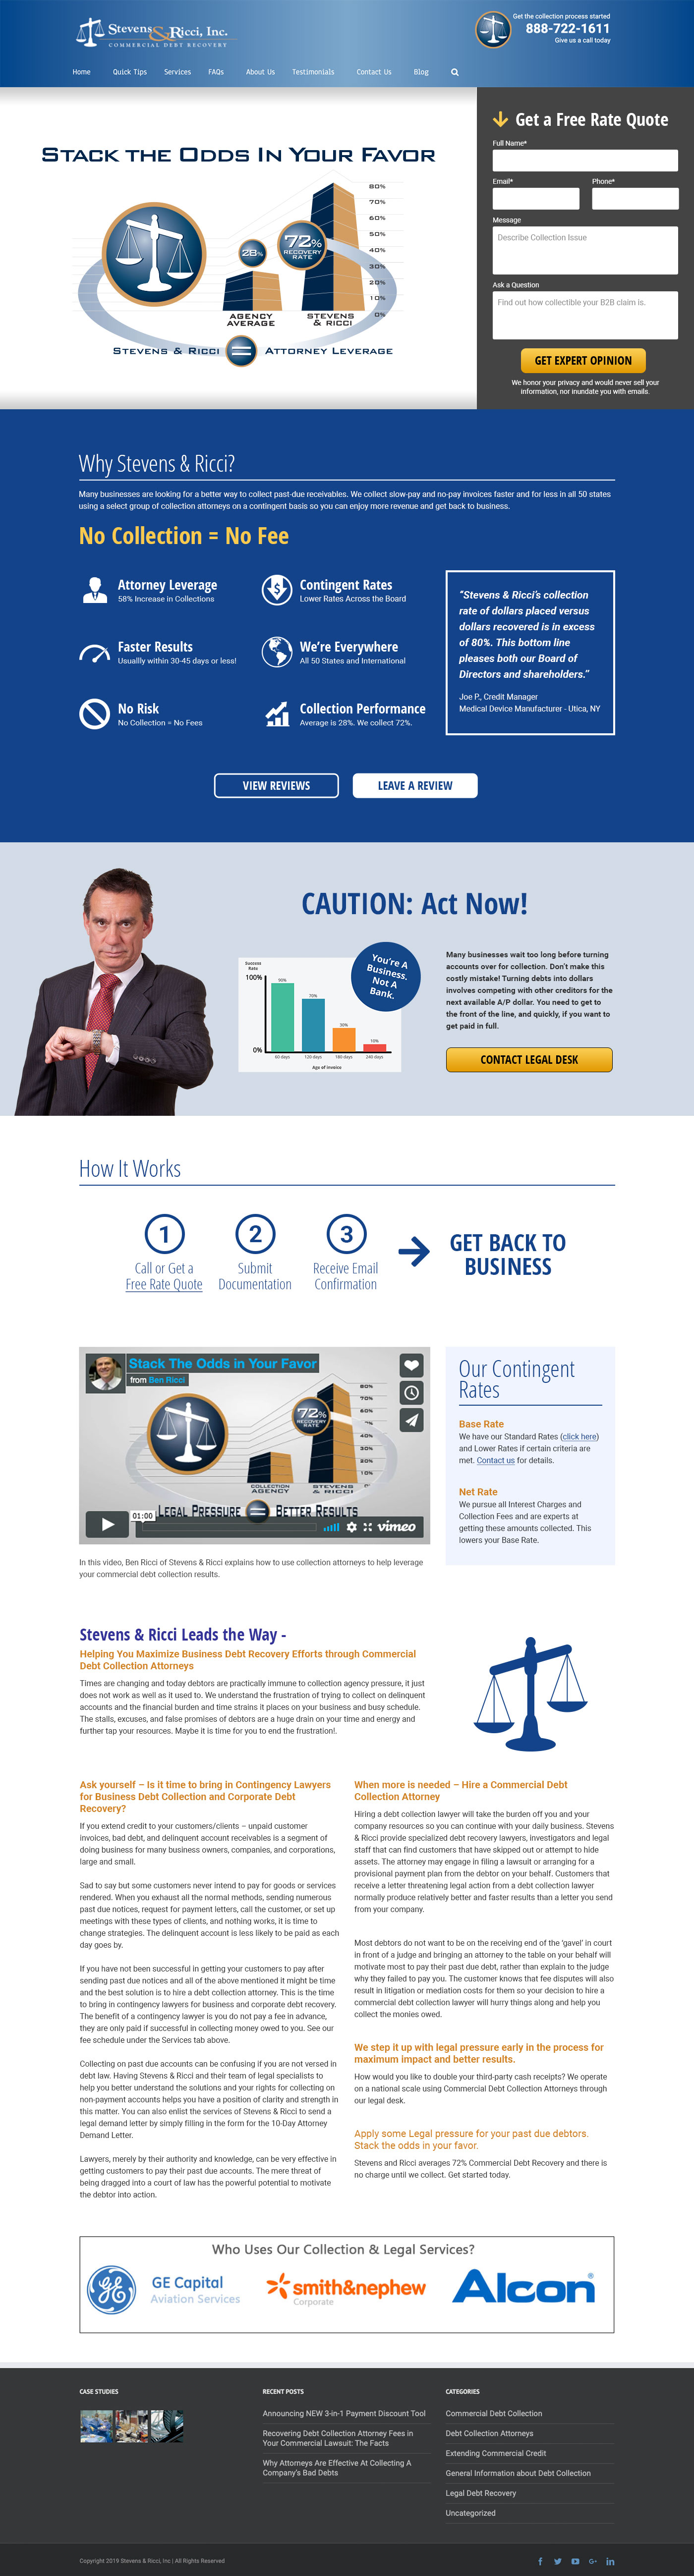 Stevens & Ricci, Inc.
COMMERCIAL DEBT RECOVERY
Get the collection process started
888-722-1611
Give us a call today
Home Quick Tips Services FAQs About Us Testimonials Contact Us Blog
STACK THE ODDS IN YOUR FAVOR
80%
70%
60%
50%
40%
30%
20%
10%
0%
28%
72%
RECOVERY
RATE
AGENCY
AVERAGE
STEVENS
& RICCI
STEVENS & RICCI = ATTORNEY LEVERAGE
Get a Free Rate Quote
Full Name*
Email* Phone*
Message
Describe Collection Issue
Ask a Question
Find out how collectible your B2B claim is.
GET EXPERT OPINION
We honor your privacy and would never sell your
information, nor inundate you with emails.
Why Stevens & Ricci?
Many businesses are looking for a better way to collect past-due receivables. We collect slow-pay and no-pay invoices faster and for less in all 50 states
using a select group of collection attorneys on a contingent basis so you can enjoy more revenue and get back to business.
No Collection = No Fee
Attorney Leverage
58% Increase in Collections
Contingent Rates
Lower Rates Across the Board
Faster Results
Usuallly within 30-45 days or less!
We're Everywhere
All 50 States and International
No Risk
No Collection = No Fees
Collection Performance
Average is 28%. We collect 72%.
“Stevens & Ricci’s collection
rate of dollars placed versus
dollars recovered is in excess
of 80%. This bottom line
pleases both our Board of
Directors and shareholders.”
Joe P., Credit Manager
Medical Device Manufacturer - Utica, NY
VIEW REVIEWS
LEAVE A REVIEW
CAUTION: Act Now!
Success
Rate
100%
0%
90%
70%
30%
10%
60 days 120 days 180 days 240 days
Age of Invoice
You're A
Business.
Not A
Bank.
Many businesses wait too long before turning
accounts over for collection. Don't make this
costly mistake! Turning debts into dollars
involves competing with other creditors for the
next available A/P dollar. You need to get to
the front of the line, and quickly, if you want to
get paid in full.
CONTACT LEGAL DESK
How It Works
1
Call or Get a
Free Rate Quote
2
Submit
Documentation
3
Receive Email
Confirmation
GET BACK TO
BUSINESS
Stack The Odds in Your Favor
from Ben Ricci
72%
RECOVERY
RATE
80%
70%
60%
40%
30%
20%
10%
0%
COLLECTION
AGENCY
STEVENS &
RICCI
LEGAL PRESSURE = BETTER RESULTS
01:00
vimeo
In this video, Ben Ricci of Stevens & Ricci explains how to use collection attorneys to help leverage
your commercial debt collection results.
Our Contingent
Rates
Base Rate
We have our Standard Rates (click here)
and Lower Rates if certain criteria are
met. Contact us for details.
Net Rate
We pursue all Interest Charges and
Collection Fees and are experts at
getting these amounts collected. This
lowers your Base Rate.
Stevens & Ricci Leads the Way -
Helping You Maximize Business Debt Recovery Efforts through Commercial
Debt Collection Attorneys
Times are changing and today debtors are practically immune to collection agency pressure, it just
does not work as well as it used to. We understand the frustration of trying to collect on delinquent
accounts and the financial burden and time strains it places on your business and busy schedule.
The stalls, excuses, and false promises of debtors are a huge drain on your time and energy and
further tap your resources. Maybe it is time for you to end the frustration!.
Ask yourself – Is it time to bring in Contingency Lawyers
for Business Debt Collection and Corporate Debt
Recovery?
If you extend credit to your customers/clients – unpaid customer
invoices, bad debt, and delinquent account receivables is a segment of
doing business for many business owners, companies, and corporations,
large and small.
Sad to say but some customers never intend to pay for goods or services
rendered. When you exhaust all the normal methods, sending numerous
past due notices, request for payment letters, call the customer, or set up
meetings with these types of clients, and nothing works, it is time to
change strategies. The delinquent account is less likely to be paid as each
day goes by.
If you have not been successful in getting your customers to pay after
sending past due notices and all of the above mentioned it might be time
and the best solution is to hire a debt collection attorney. This is the time
to bring in contingency lawyers for business and corporate debt recovery.
The benefit of a contingency lawyer is you do not pay a fee in advance,
they are only paid if successful in collecting money owed to you. See our
fee schedule under the Services tab above.
Collecting on past due accounts can be confusing if you are not versed in
debt law. Having Stevens & Ricci and their team of legal specialists to
help you better understand the solutions and your rights for collecting on
non-payment accounts helps you have a position of clarity and strength in
this matter. You can also enlist the services of Stevens & Ricci to send a
legal demand letter by simply filling in the form for the 10-Day Attorney
Demand Letter.
Lawyers, merely by their authority and knowledge, can be very effective in
getting customers to pay their past due accounts. The mere threat of
being dragged into a court of law has the powerful potential to motivate
the debtor into action.
When more is needed – Hire a Commercial Debt
Collection Attorney
Hiring a debt collection lawyer will take the burden off you and your
company resources so you can continue with your daily business. Stevens
& Ricci provide specialized debt recovery lawyers, investigators and legal
staff that can find customers that have skipped out or attempt to hide
assets. The attorney may engage in filing a lawsuit or arranging for a
provisional payment plan from the debtor on your behalf. Customers that
receive a letter threatening legal action from a debt collection lawyer
normally produce relatively better and faster results than a letter you send
from your company.
Most debtors do not want to be on the receiving end of the ‘gavel’ in court
in front of a judge and bringing an attorney to the table on your behalf will
motivate most to pay their past due debt, rather than explain to the judge
why they failed to pay you. The customer knows that fee disputes will also
result in litigation or mediation costs for them so your decision to hire a
commercial debt collection lawyer will hurry things along and help you
collect the monies owed.
We step it up with legal pressure early in the process for
maximum impact and better results.
How would you like to double your third-party cash receipts? We operate
on a national scale using Commercial Debt Collection Attorneys through
our legal desk.
Apply some Legal pressure for your past due debtors.
Stack the odds in your favor.
Stevens and Ricci averages 72% Commercial Debt Recovery and there is
no charge until we collect. Get started today.
Who Uses Our Collection & Legal Services?
GE Capital
Aviation Services
smith&nephew
Corporate
Alcon®
CASE STUDIES
RECENT POSTS
Announcing NEW 3-in-1 Payment Discount Tool
Recovering Debt Collection Attorney Fees in
Your Commercial Lawsuit: The Facts
Why Attorneys Are Effective At Collecting A
Company's Bad Debts
CATEGORIES
Commercial Debt Collection
Debt Collection Attorneys
Extending Commercial Credit
General Information about Debt Collection
Legal Debt Recovery
Uncategorized
Copyright 2019 Stevens & Ricci, Inc | All Rights Reserved